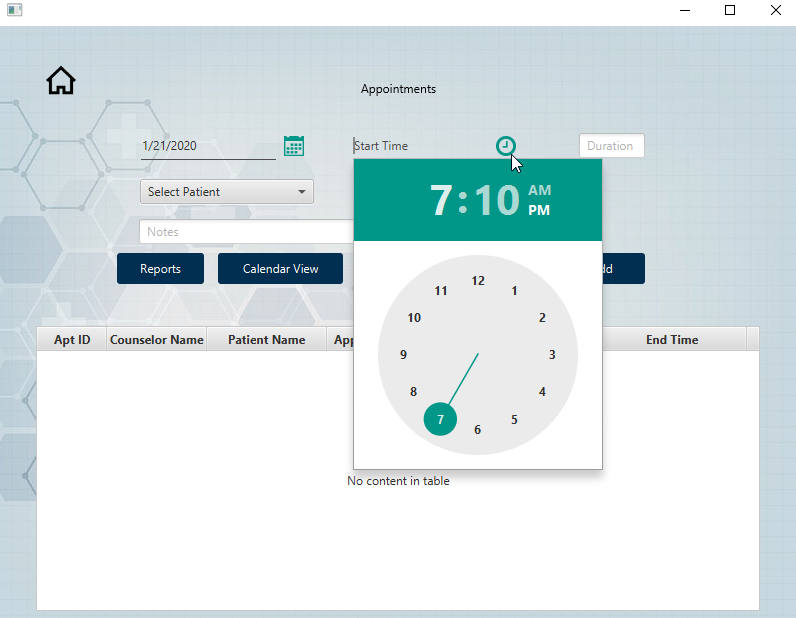 Appointments
1/21/2020
Start Time
Duration
Select Patient
7:10
AM
PM
Notes
Reports
Calendar View
12
11
1
10
2
9
3
8
4
7
5
6
Apt ID
Counselor Name
Patient Name
End Time
No content in table